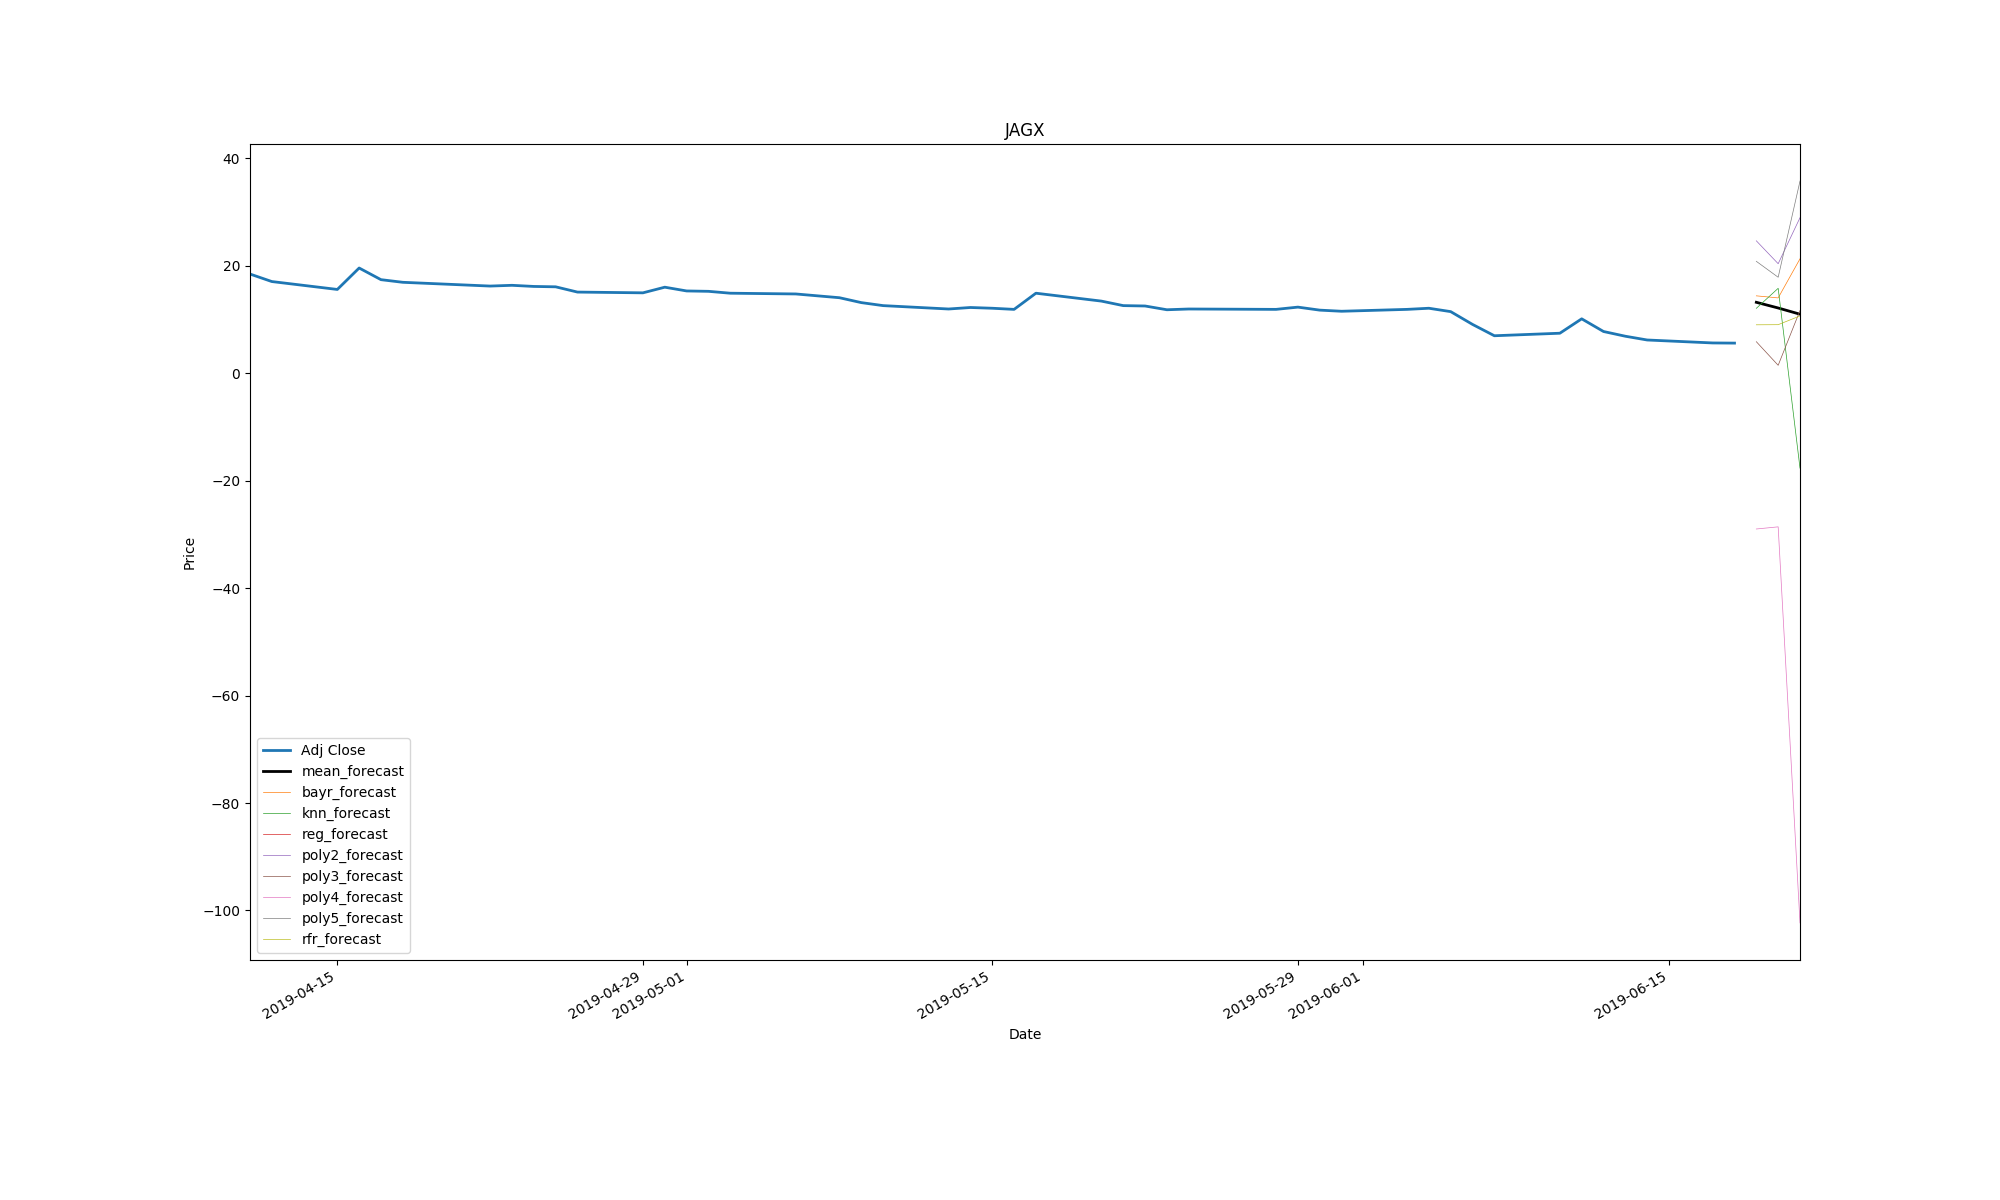 JAGX
40
20
0
−20
−40
−60
−80
−100
Price
Adj Close
mean_forecast
bayr_forecast
knn_forecast
reg_forecast
poly2_forecast
poly3_forecast
poly4_forecast
poly5_forecast
rfr_forecast
2019-04-15
2019-04-29
2019-05-01
2019-05-15
2019-05-29
2019-06-01
2019-06-15
Date